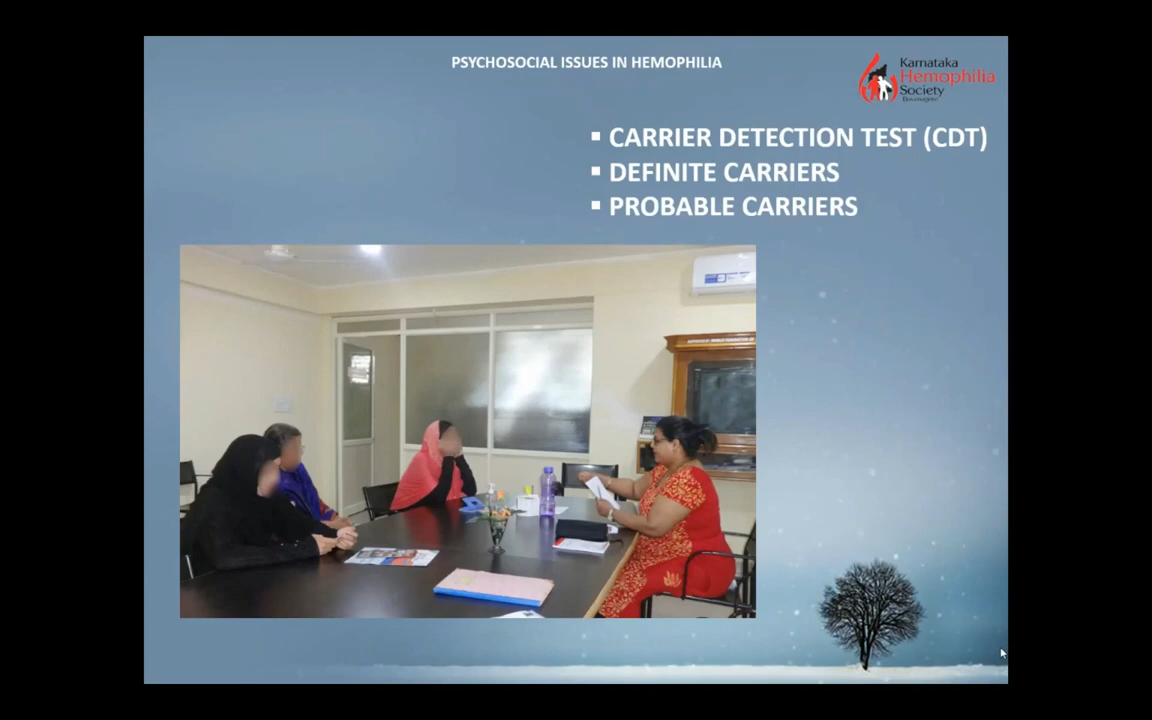 PSYCHOSOCIAL ISSUES IN HEMOPHILIA
Karnataka
Hemophilia
Society
▪ CARRIER DETECTION TEST (CDT)
▪ DEFINITE CARRIERS
▪ PROBABLE CARRIERS